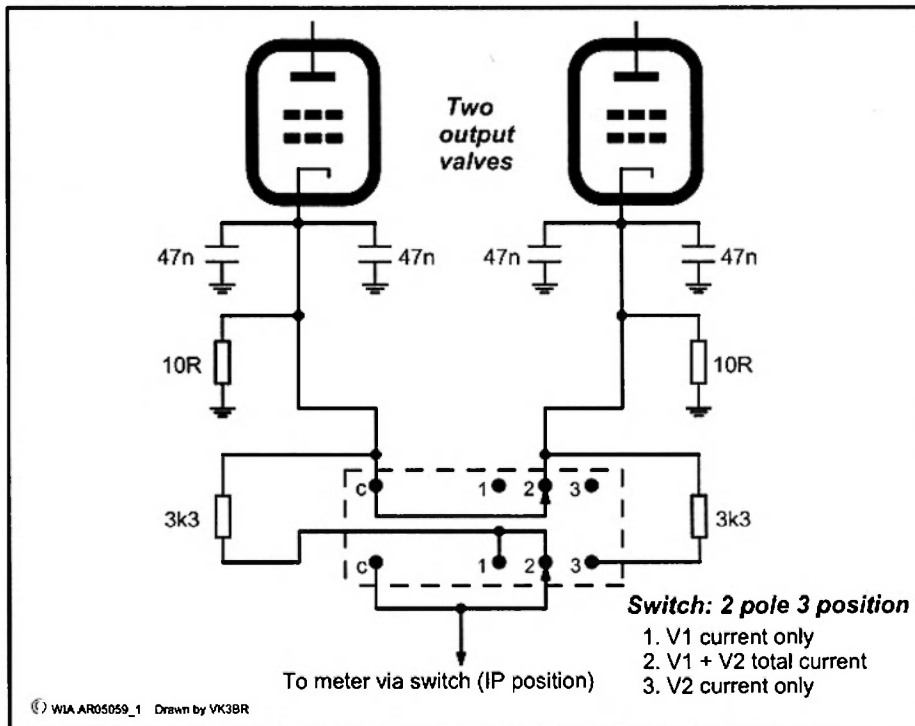 Two
output
valves
47n
47n
47n
47n
10R
10R
c 1 2 3
3k3
3k3
c 1 2 3
Switch: 2 pole 3 position
1. V1 current only
2. V1 + V2 total current
3. V2 current only
To meter via switch (IP position)
© WIA AR05059_1 Drawn by VK3BR